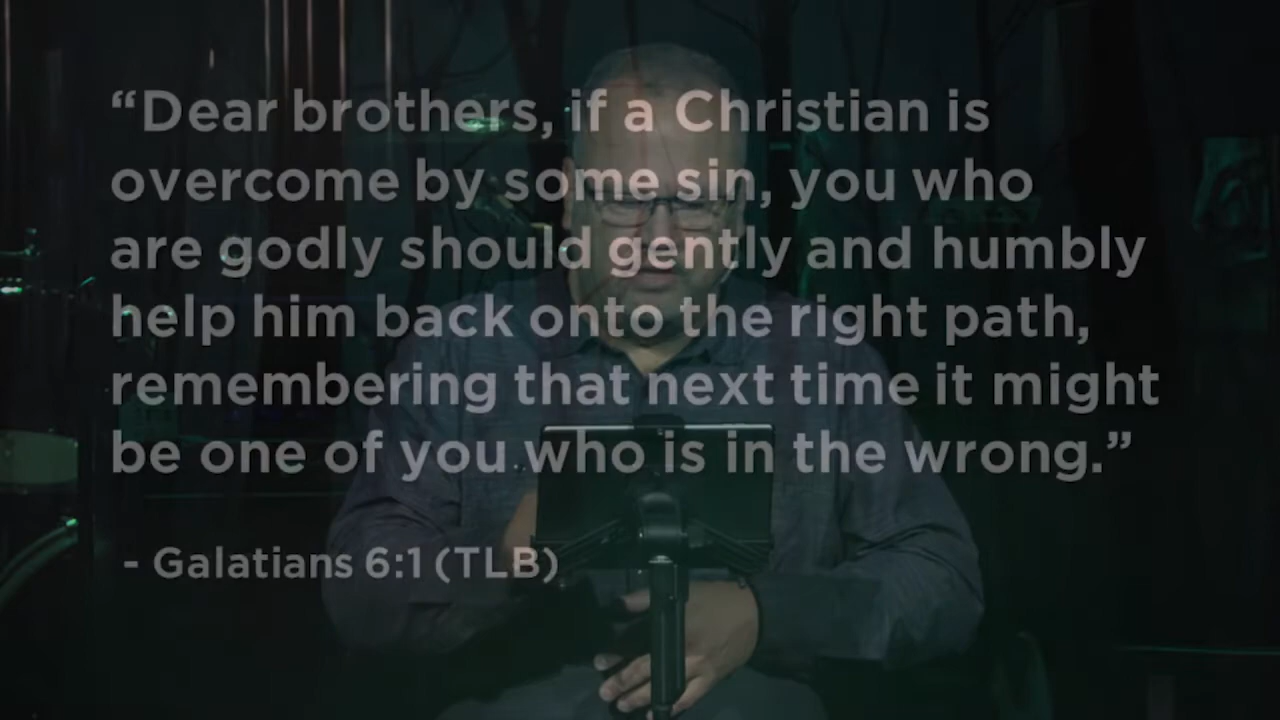 “Dear brothers, if a Christian is
overcome by some sin, you who
are godly should gently and humbly
help him back onto the right path,
remembering that next time it might
be one of you who is in the wrong.”
- Galatians 6:1 (TLB)